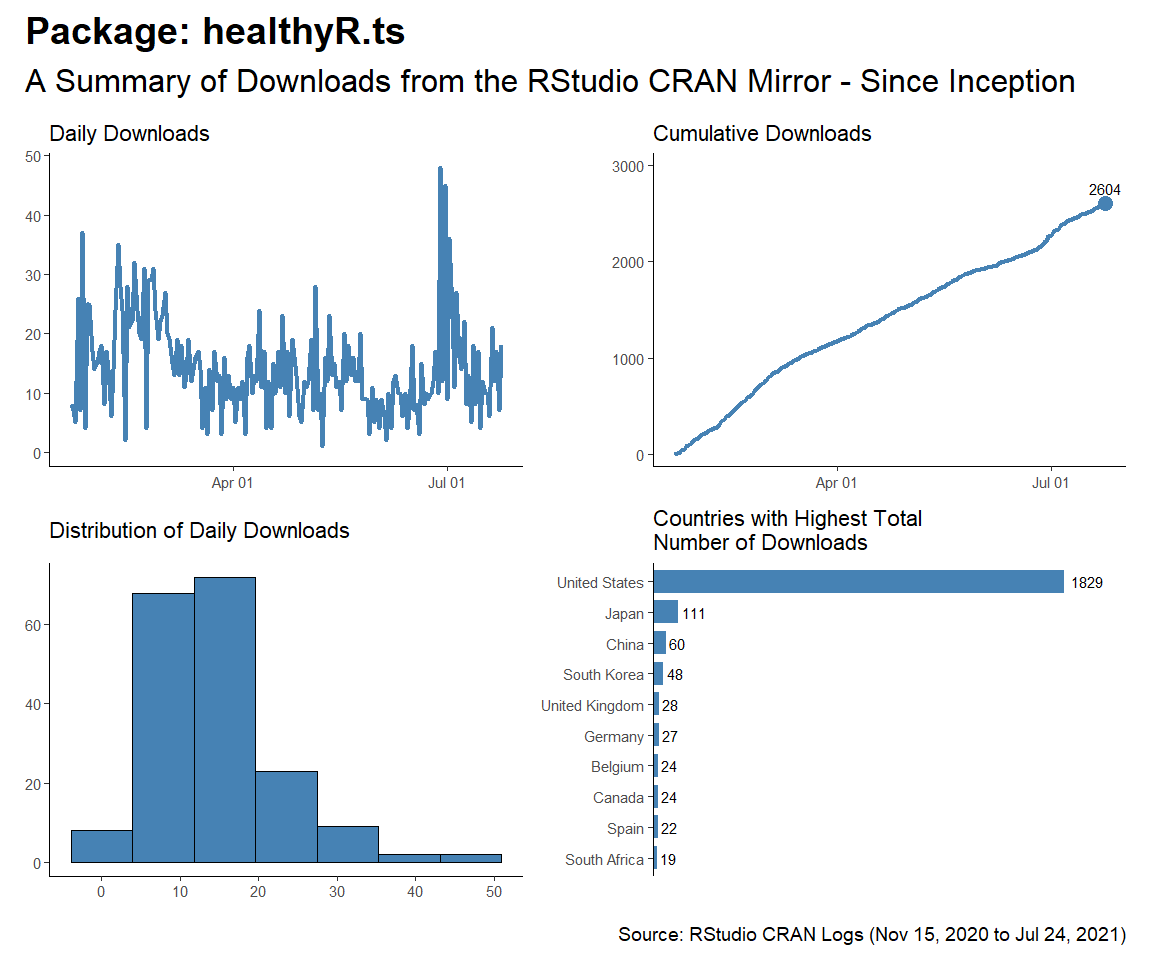 Package: healthyR.ts
A Summary of Downloads from the RStudio CRAN Mirror - Since Inception
Daily Downloads
50
40
30
20
10
0
Apr 01 Jul 01
Cumulative Downloads
3000
2000
1000
0
2604
Apr 01 Jul 01
Distribution of Daily Downloads
60
40
20
0
0 10 20 30 40 50
Countries with Highest Total
Number of Downloads
United States 1829
Japan 111
China 60
South Korea 48
United Kingdom 28
Germany 27
Belgium 24
Canada 24
Spain 22
South Africa 19
Source: RStudio CRAN Logs (Nov 15, 2020 to Jul 24, 2021)